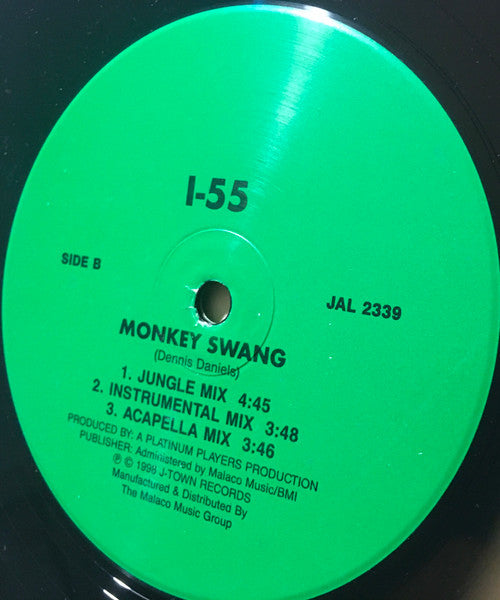 I-55
SIDE B
JAL 2339
MONKEY SWANG
(Dennis Daniels)
1. JUNGLE MIX 4:45
2. INSTRUMENTAL MIX 3:48
3. ACAPELLA MIX 3:46
PRODUCED BY: A PLATINUM PLAYERS PRODUCTION
PUBLISHER: Administered by Malaco Music/BMI
℗ © 1998 J-TOWN RECORDS
Manufactured & Distributed By
The Malaco Music Group